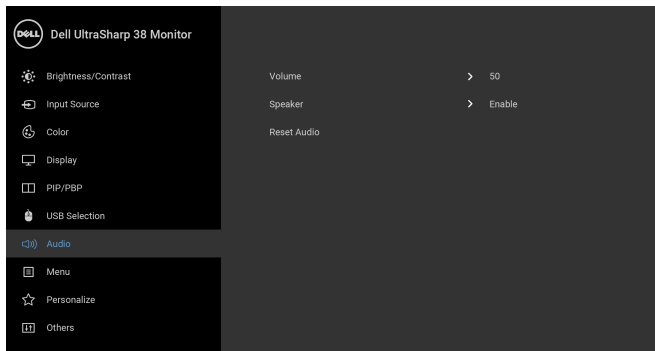 DELL Dell UltraSharp 38 Monitor
Brightness/Contrast
Volume 50
Input Source
Speaker Enable
Color
Reset Audio
Display
PIP/PBP
USB Selection
Audio
Menu
Personalize
Others